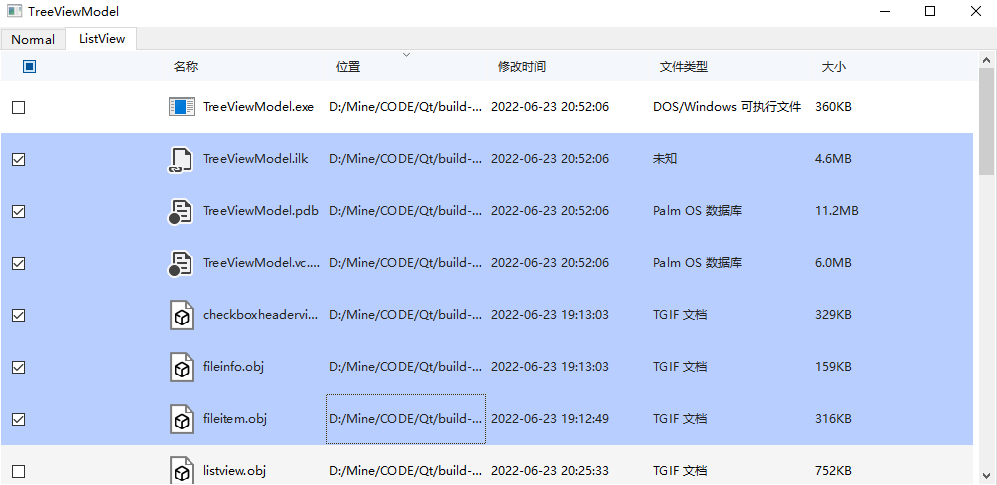 TreeViewModel
Normal ListView
名称 位置 修改时间 文件类型 大小
TreeViewModel.exe D:/Mine/CODE/Qt/build-... 2022-06-23 20:52:06 DOS/Windows 可执行文件 360KB
TreeViewModel.ilk D:/Mine/CODE/Qt/build-... 2022-06-23 20:52:06 未知 4.6MB
TreeViewModel.pdb D:/Mine/CODE/Qt/build-... 2022-06-23 20:52:06 Palm OS 数据库 11.2MB
TreeViewModel.vc.... D:/Mine/CODE/Qt/build-... 2022-06-23 20:52:06 Palm OS 数据库 6.0MB
checkboxheadervi... D:/Mine/CODE/Qt/build-... 2022-06-23 19:13:03 TGIF 文档 329KB
fileinfo.obj D:/Mine/CODE/Qt/build-... 2022-06-23 19:13:03 TGIF 文档 159KB
fileitem.obj D:/Mine/CODE/Qt/build-... 2022-06-23 19:12:49 TGIF 文档 316KB
listview.obj D:/Mine/CODE/Qt/build-... 2022-06-23 20:25:33 TGIF 文档 752KB